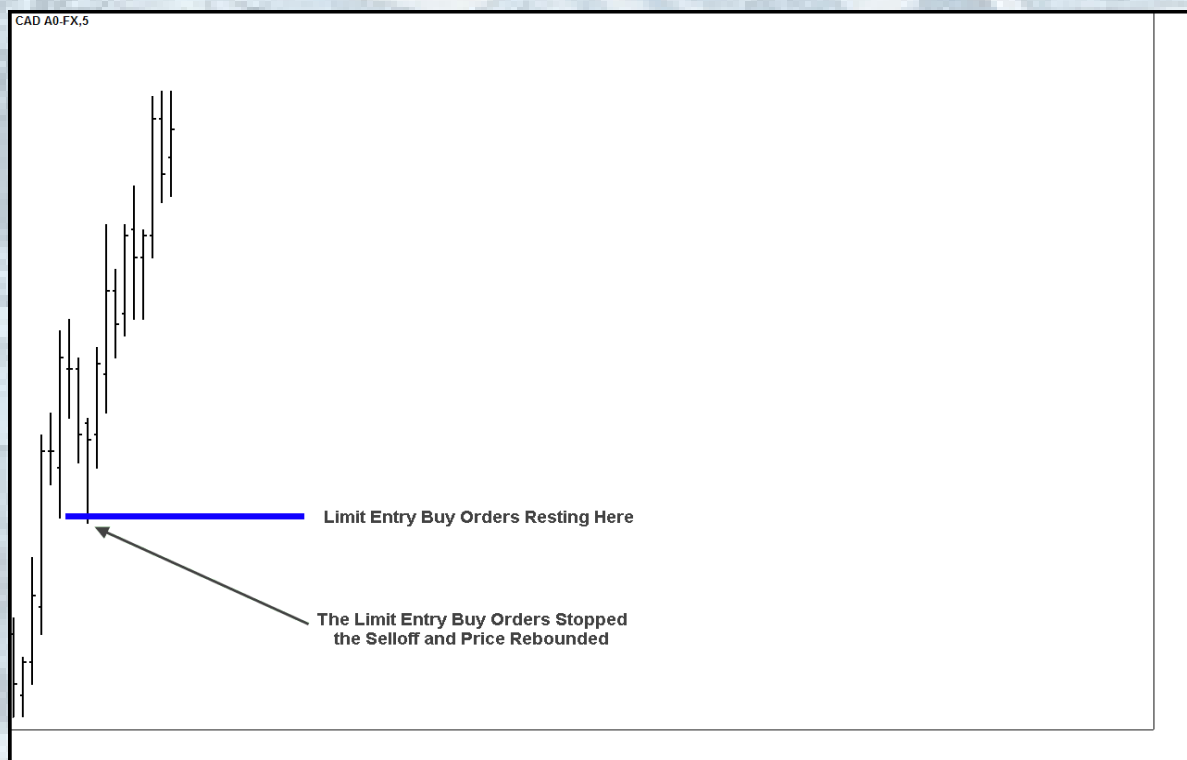 CAD A0-FX,5
Limit Entry Buy Orders Resting Here
The Limit Entry Buy Orders Stopped
the Selloff and Price Rebounded